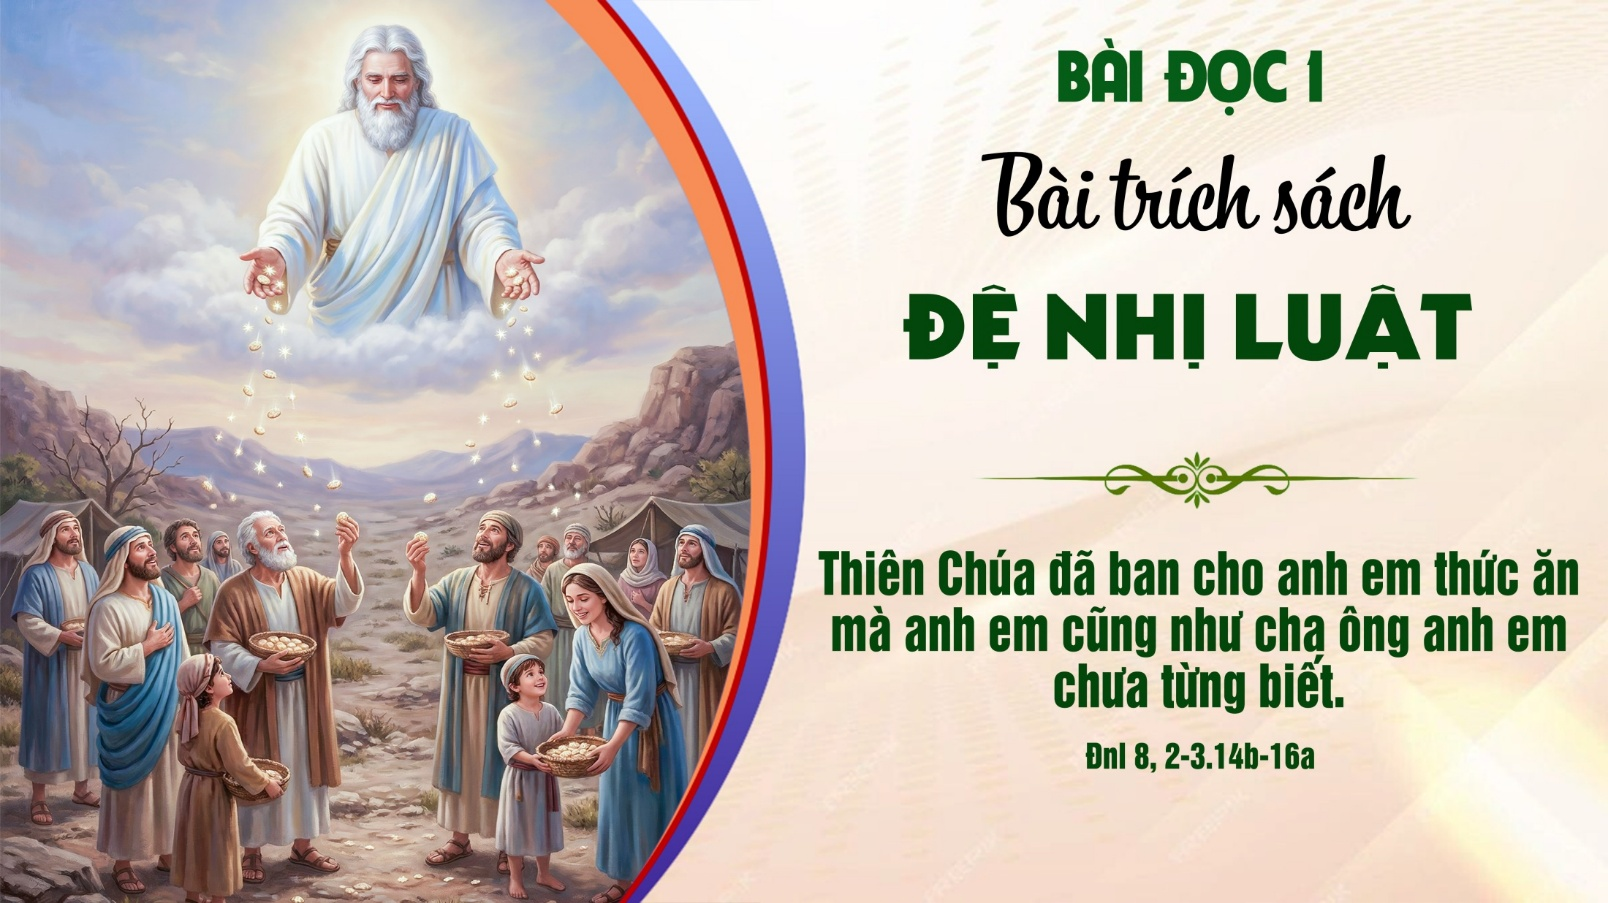 BÀI ĐỌC 1
Bài trích sách
ĐỆ NHỊ LUẬT
Thiên Chúa đã ban cho anh em thức ăn
mà anh em cũng như cha ông anh em
chưa từng biết.
Đnl 8, 2-3.14b-16a